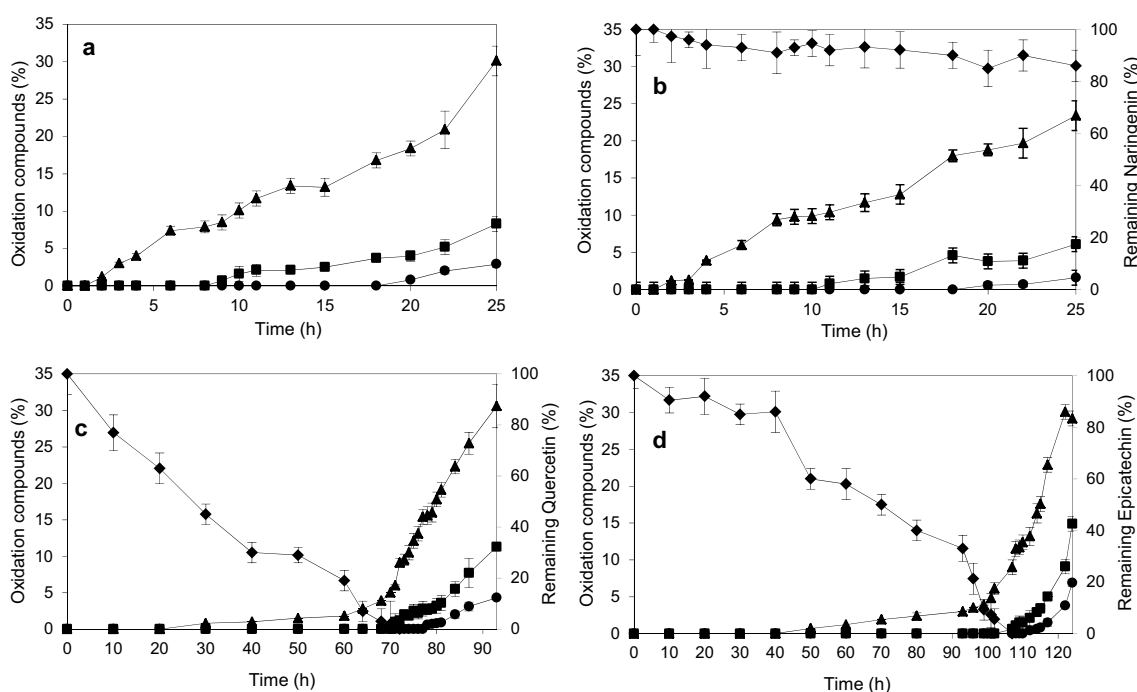 a
Oxidation compounds (%)
35
30
25
20
15
10
5
0
0 5 10 15 20 25
Time (h)
b
Oxidation compounds (%)
35
30
25
20
15
10
5
0
0 5 10 15 20 25
Time (h)
100
80
60
40
20
0
Remaining Naringenin (%)
c
Oxidation compounds (%)
35
30
25
20
15
10
5
0
0 10 20 30 40 50 60 70 80 90
Time (h)
100
80
60
40
20
0
Remaining Quercetin (%)
d
Oxidation compounds (%)
35
30
25
20
15
10
5
0
0 10 20 30 40 50 60 70 80 90 100 110 120
Time (h)
100
80
60
40
20
0
Remaining Epicatechin (%)